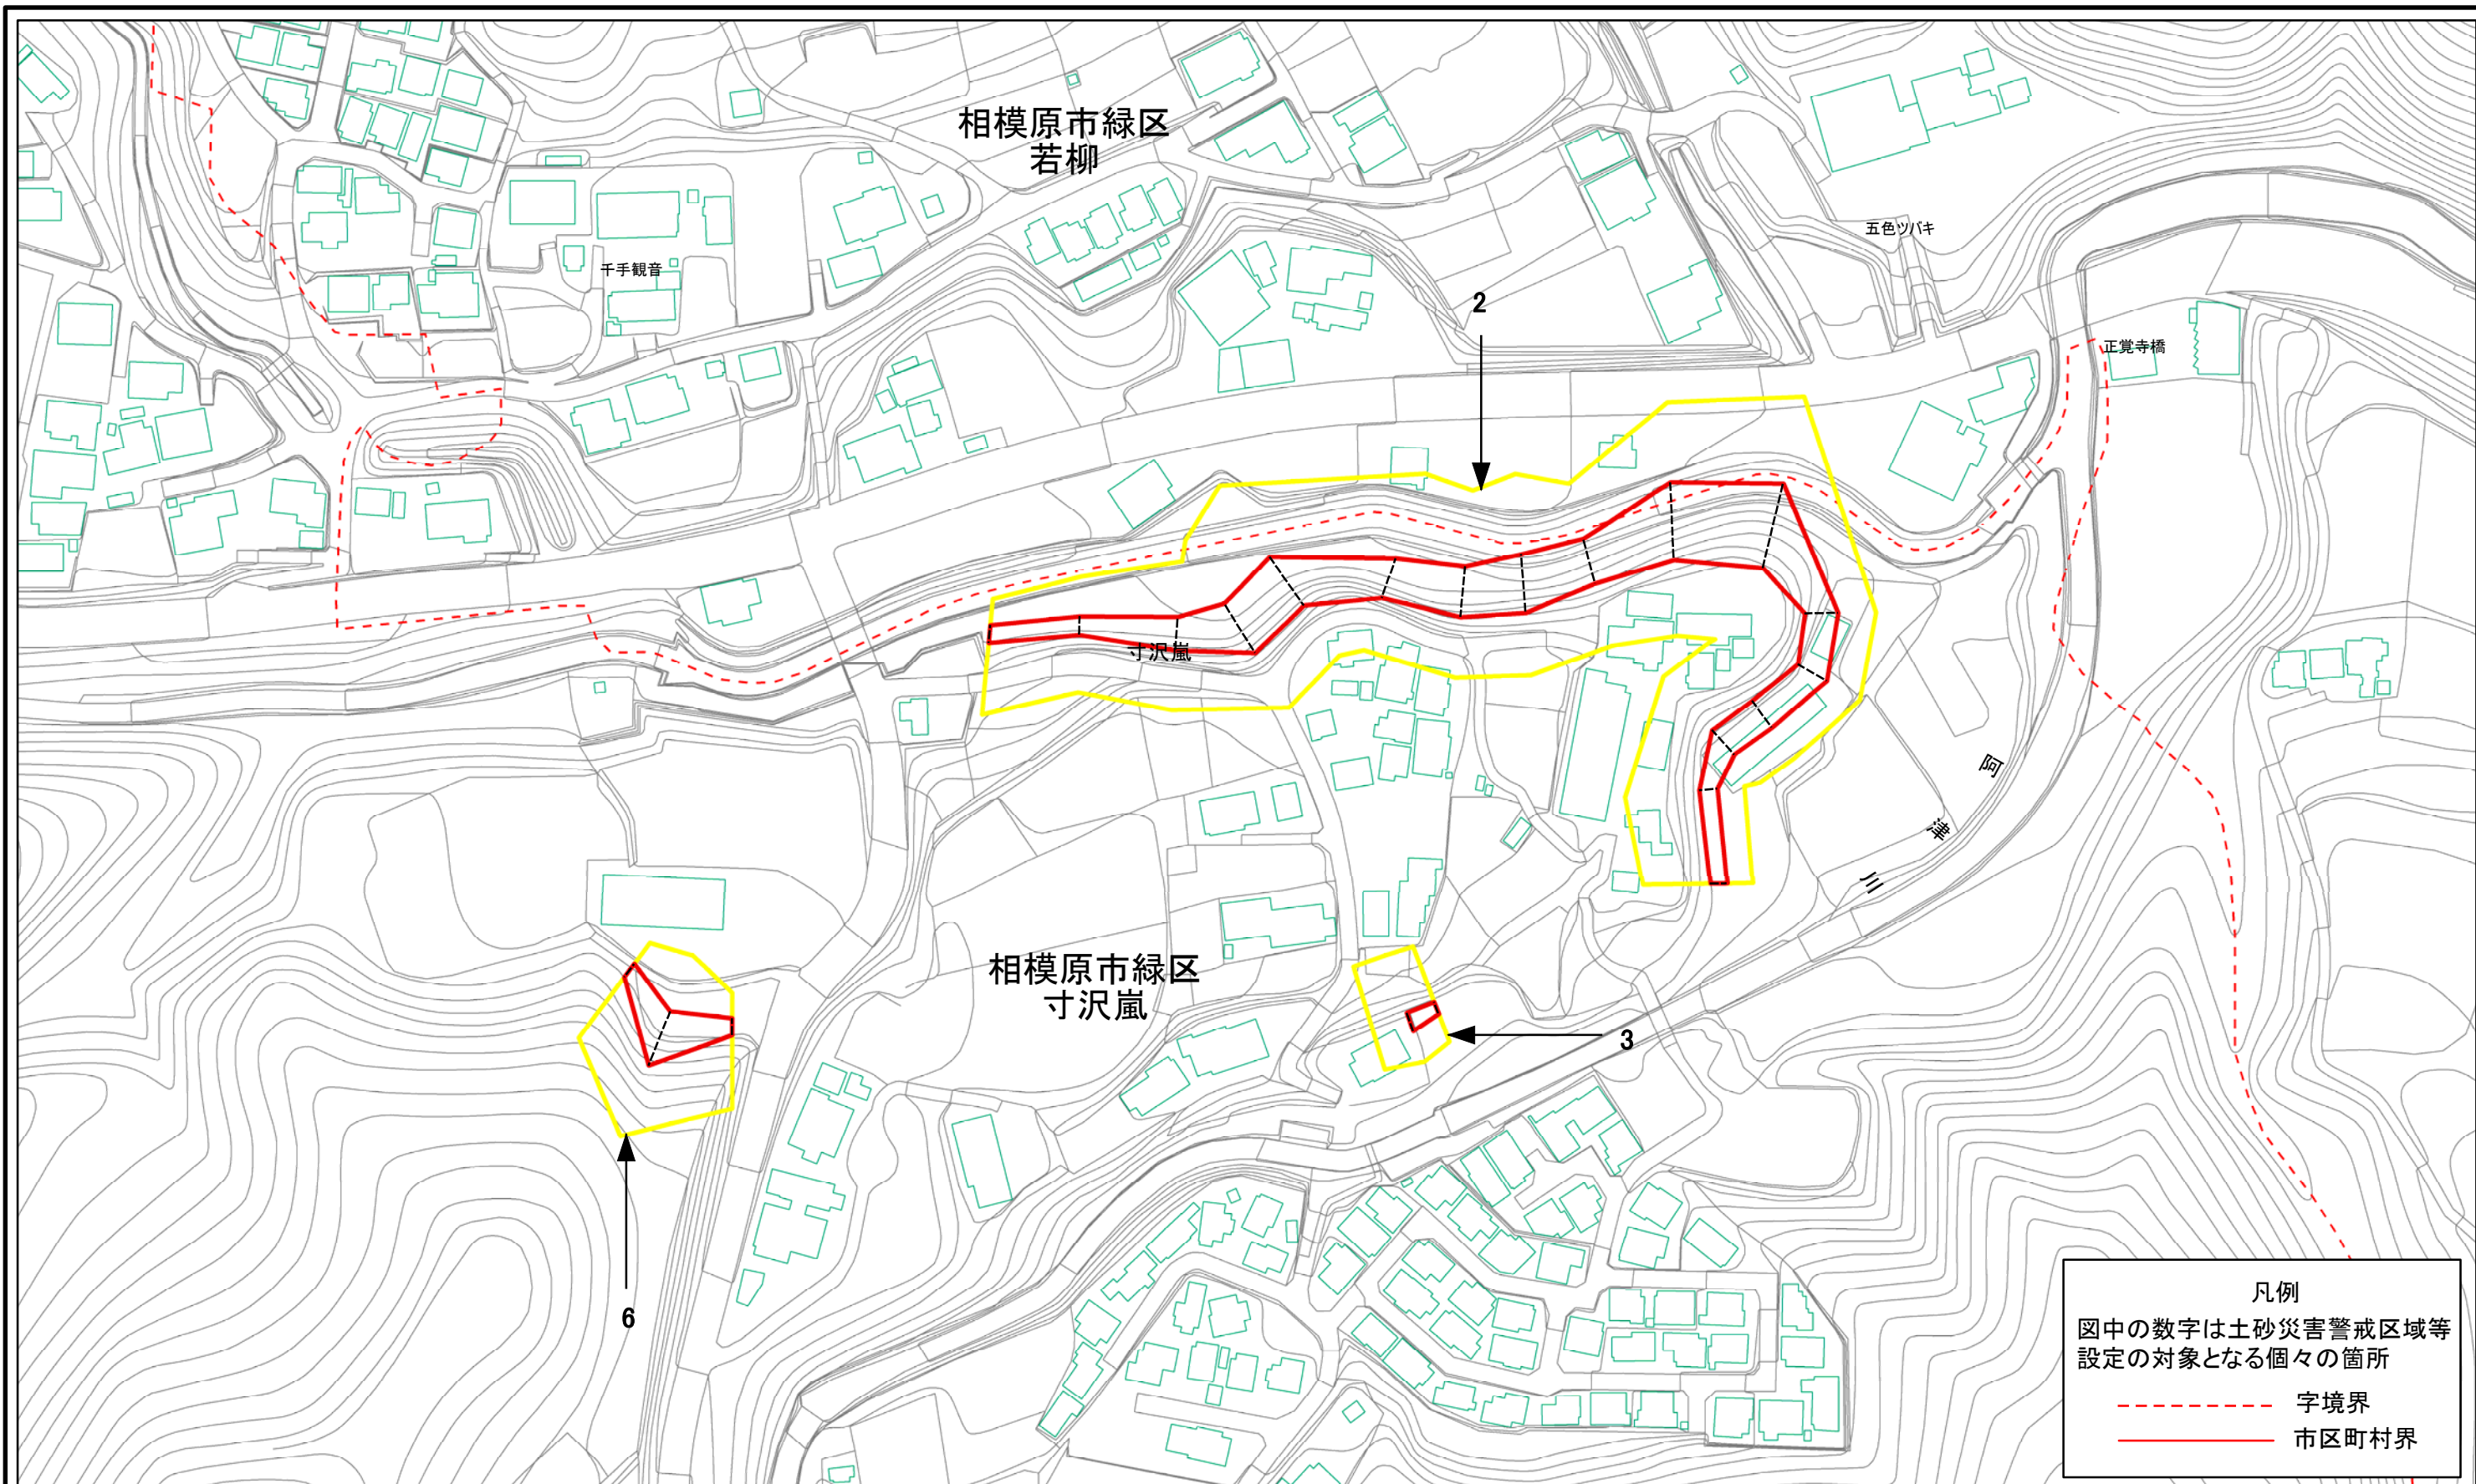 相模原市緑区
若柳
五色ツバキ
千手観音
2
正覚寺橋
寸沢嵐
阿
津
川
相模原市緑区
寸沢嵐
3
6
凡例
図中の数字は土砂災害警戒区域等
設定の対象となる個々の箇所
字境界
市区町村界